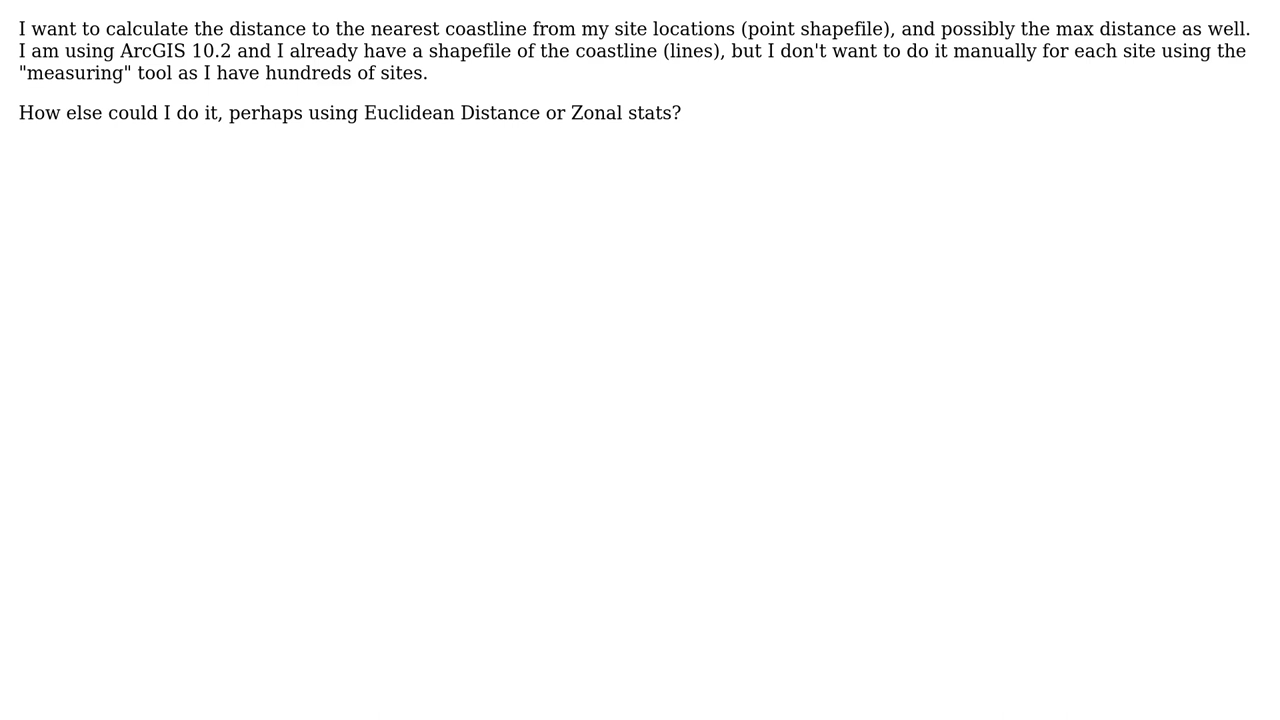 I want to calculate the distance to the nearest coastline from my site locations (point shapefile), and possibly the max distance as well.
I am using ArcGIS 10.2 and I already have a shapefile of the coastline (lines), but I don't want to do it manually for each site using the
"measuring" tool as I have hundreds of sites.
How else could I do it, perhaps using Euclidean Distance or Zonal stats?